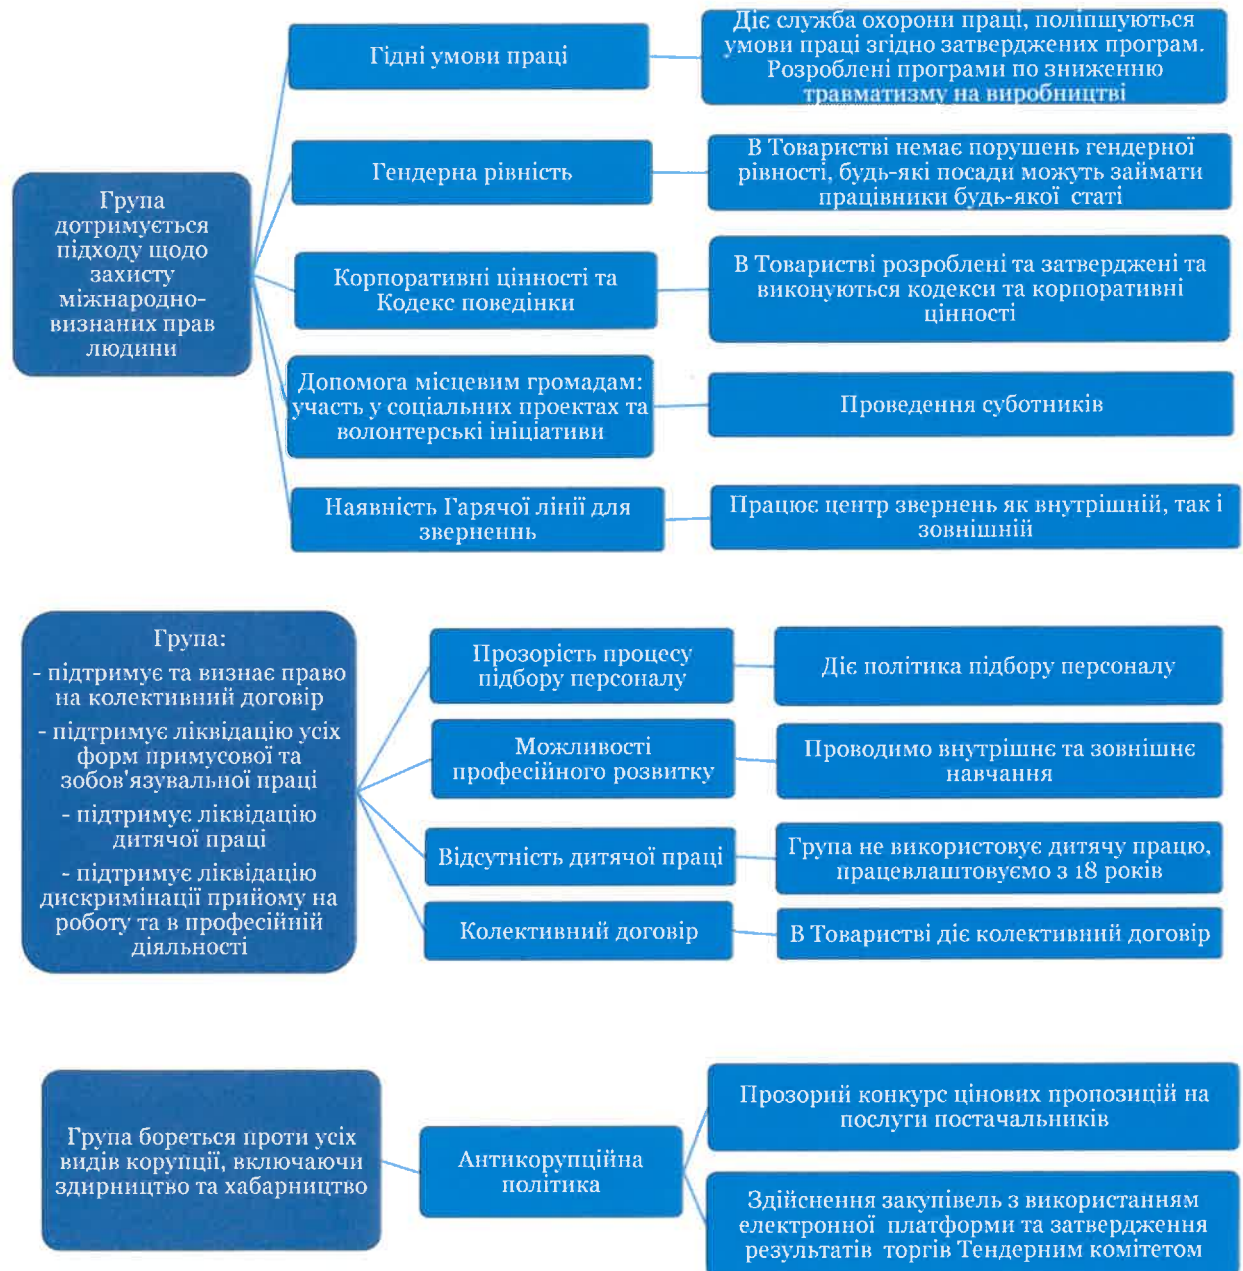 Група
дотримується
підходу щодо
захисту
міжнародно-
визнаних прав
людини
Гідні умови праці
Діє служба охорони праці, поліпшуються
умови праці згідно затверджених програм.
Розроблені програми по зниженню
травматизму на виробництві
Гендерна рівність
В Товаристві немає порушень гендерної
рівності, будь-які посади можуть займати
працівники будь-якої статі
Корпоративні цінності та
Кодекс поведінки
В Товаристві розроблені та затверджені та
виконуються кодекси та корпоративні
цінності
Допомога місцевим громадам:
участь у соціальних проектах та
волонтерські ініціативи
Проведення суботників
Наявність Гарячої лінії для
зверненнь
Працює центр звернень як внутрішній, так і
зовнішній
Група:
- підтримує та визнає право
на колективний договір
- підтримує ліквідацію усіх
форм примусової та
зобов'язувальної праці
- підтримує ліквідацію
дитячої праці
- підтримує ліквідацію
дискримінації прийому на
роботу та в професійній
діяльності
Прозорість процесу
підбору персоналу
Діє політика підбору персоналу
Можливості
професійного розвитку
Проводимо внутрішнє та зовнішнє
навчання
Відсутність дитячої праці
Група не використовує дитячу працю,
працевлаштовуємо з 18 років
Колективний договір
В Товаристві діє колективний договір
Група бореться проти усіх
видів корупції, включаючи
здирництво та хабарництво
Антикорупційна
політика
Прозорий конкурс цінових пропозицій на
послуги постачальників
Здійснення закупівель з використанням
електронної платформи та затвердження
результатів торгів Тендерним комітетом